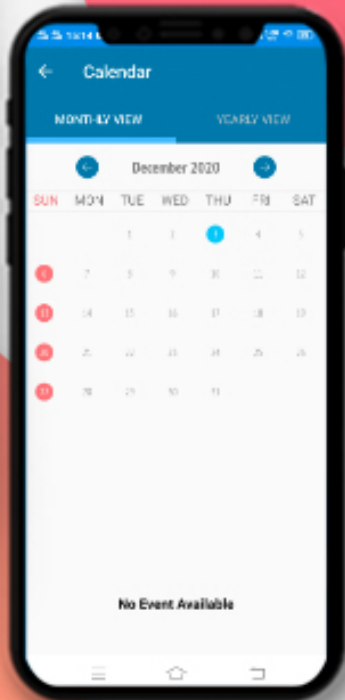 Calendar
MONTHLY VIEW YEARLY VIEW
December 2020
SUN MON TUE WED THU FRI SAT
1 2 3 4 5
6 7 8 9 10 11 12
13 14 15 16 17 18 19
20 21 22 23 24 25 26
27 28 29 30 31
No Event Available